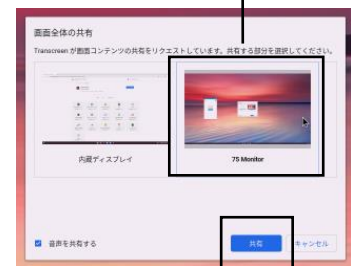 画面全体の共有
Transcreen が画面コンテンツの共有をリクエストしています。共有する部分を選択してください。
内蔵ディスプレイ
75 Monitor
音声を共有する
共有
キャンセル